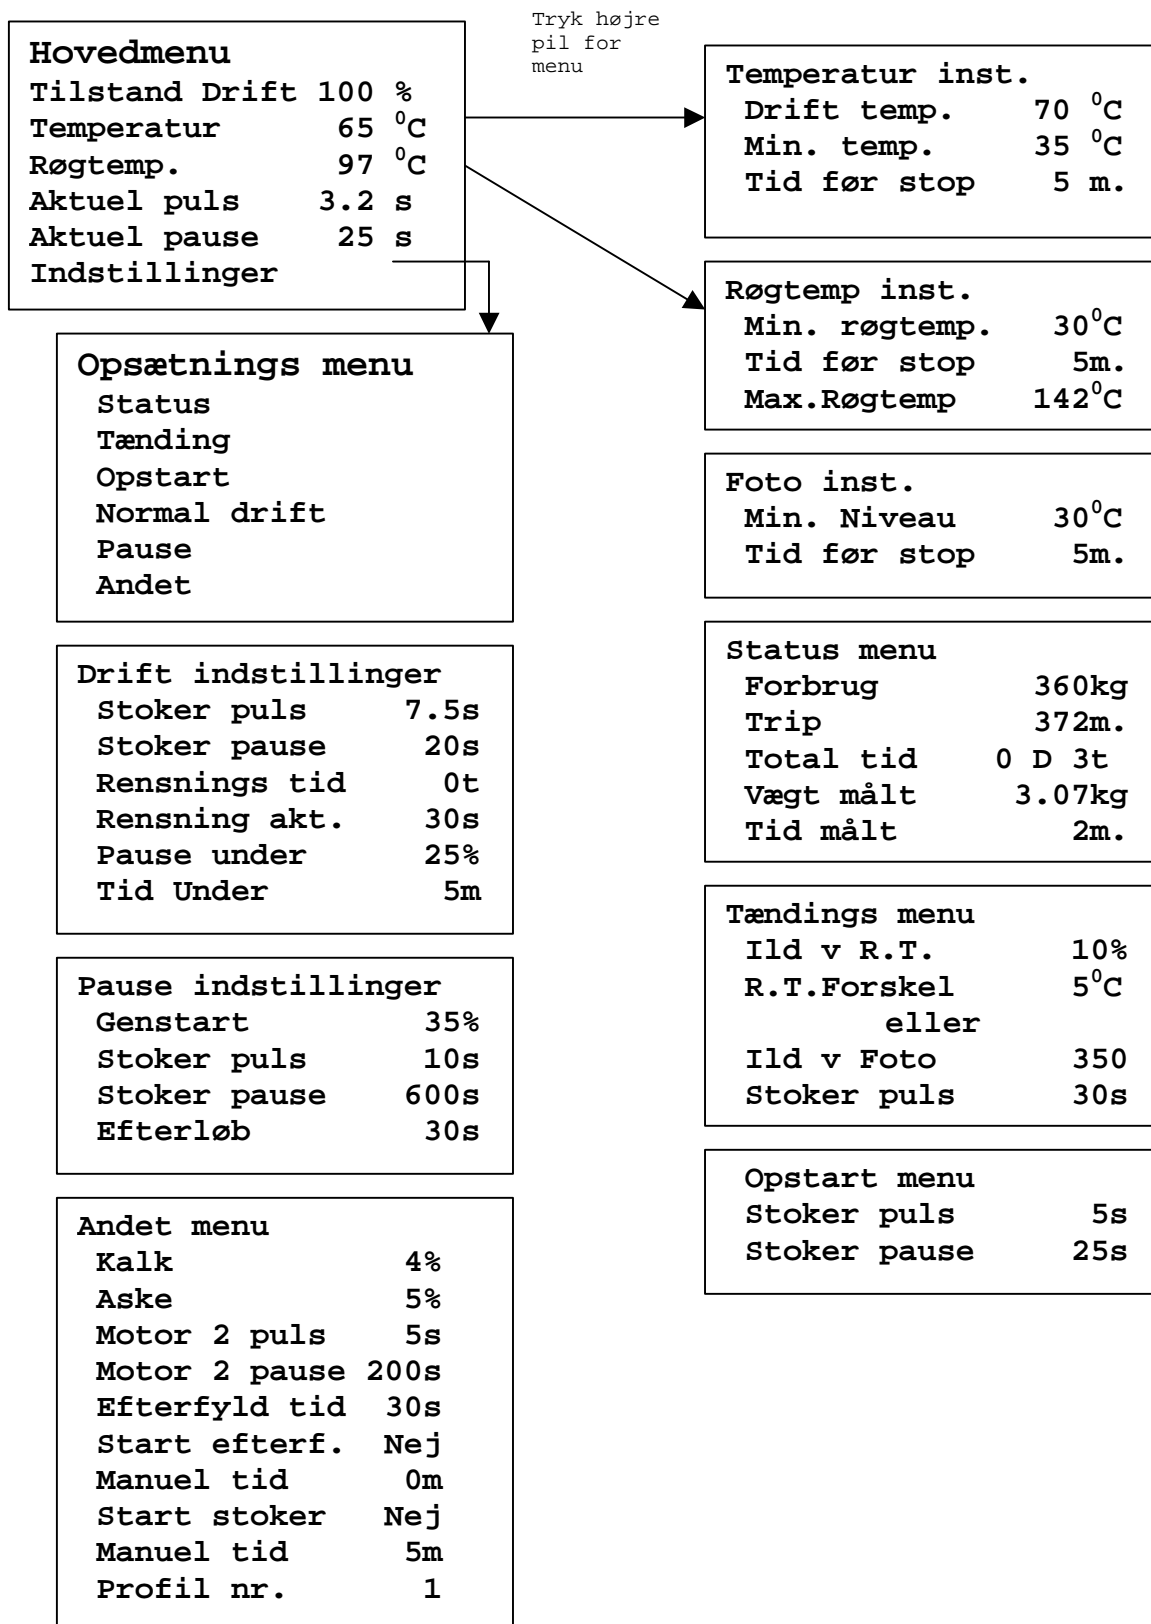 Tryk højre
pil for
menu
Hovedmenu
Tilstand Drift 100 %
Temperatur 65 ⁰C
Røgtemp. 97 ⁰C
Aktuel puls 3.2 s
Aktuel pause 25 s
Indstillinger
Opsætnings menu
Status
Tænding
Opstart
Normal drift
Pause
Andet
Drift indstillinger
Stoker puls 7.5s
Stoker pause 20s
Rensnings tid 0t
Rensning akt. 30s
Pause under 25%
Tid Under 5m
Pause indstillinger
Genstart 35%
Stoker puls 10s
Stoker pause 600s
Efterløb 30s
Andet menu
Kalk 4%
Aske 5%
Motor 2 puls 5s
Motor 2 pause 200s
Efterfyld tid 30s
Start efterf. Nej
Manuel tid 0m
Start stoker Nej
Manuel tid 5m
Profil nr. 1
Temperatur inst.
Drift temp. 70 ⁰C
Min. temp. 35 ⁰C
Tid før stop 5 m.
Røgtemp inst.
Min. røgtemp. 30⁰C
Tid før stop 5m.
Max.Røgtemp 142⁰C
Foto inst.
Min. Niveau 30⁰C
Tid før stop 5m.
Status menu
Forbrug 360kg
Trip 372m.
Total tid 0 D 3t
Vægt målt 3.07kg
Tid målt 2m.
Tændings menu
Ild v R.T. 10%
R.T.Forskel 5⁰C
eller
Ild v Foto 350
Stoker puls 30s
Opstart menu
Stoker puls 5s
Stoker pause 25s